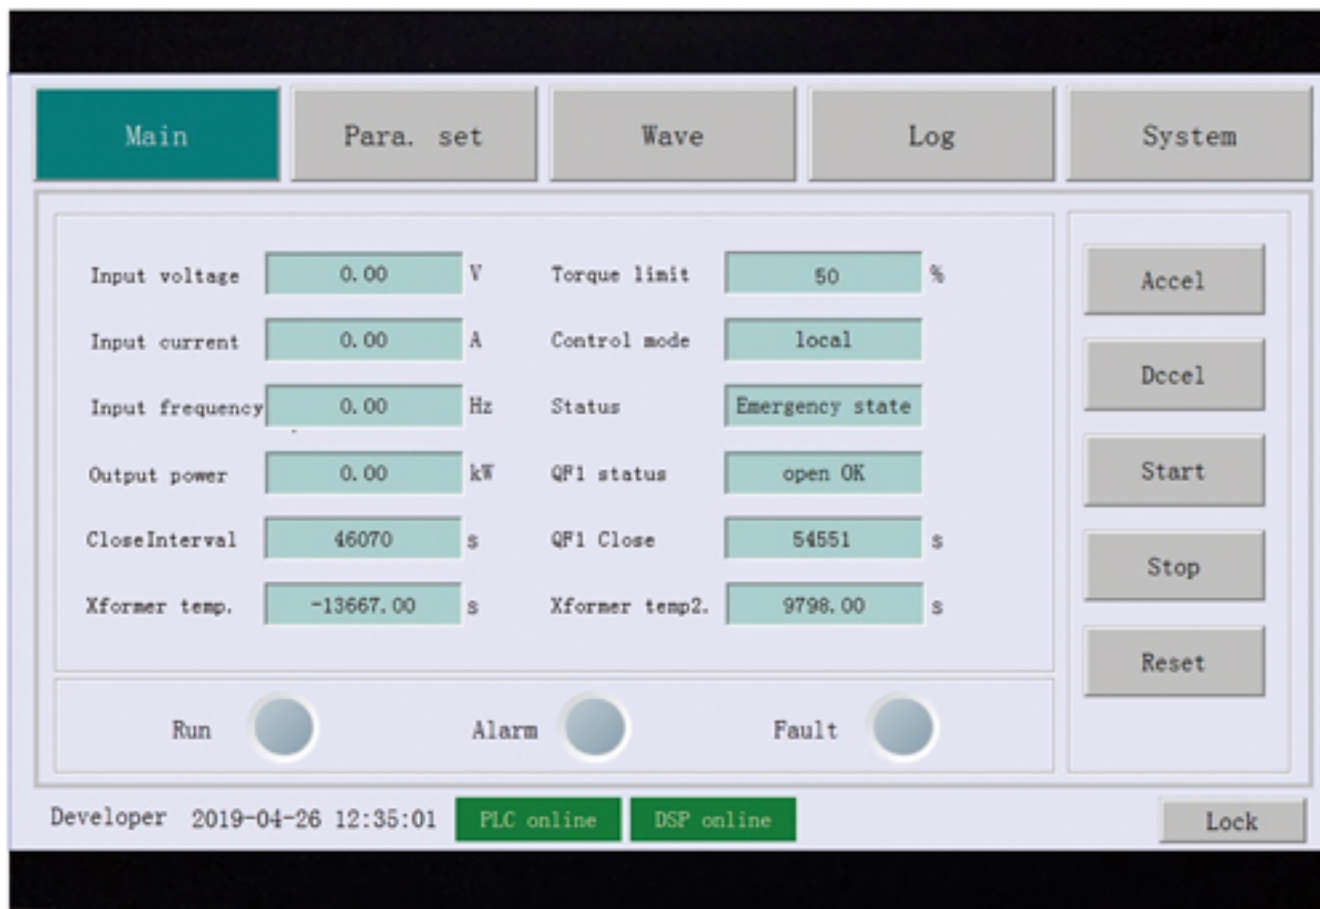 Main Para. set Wave Log System
Input voltage 0.00 V Torque limit 50 %
Accel
Input current 0.00 A Control mode local
Dccel
Input frequency 0.00 Hz Status Emergency state
Output power 0.00 kW QF1 status open OK
Start
CloseInterval 46070 s QF1 Close 54551 s
Stop
Xformer temp. -13667.00 s Xformer temp2. 9798.00 s
Reset
Run Alarm Fault
Developer 2019-04-26 12:35:01 PLC online DSP online Lock